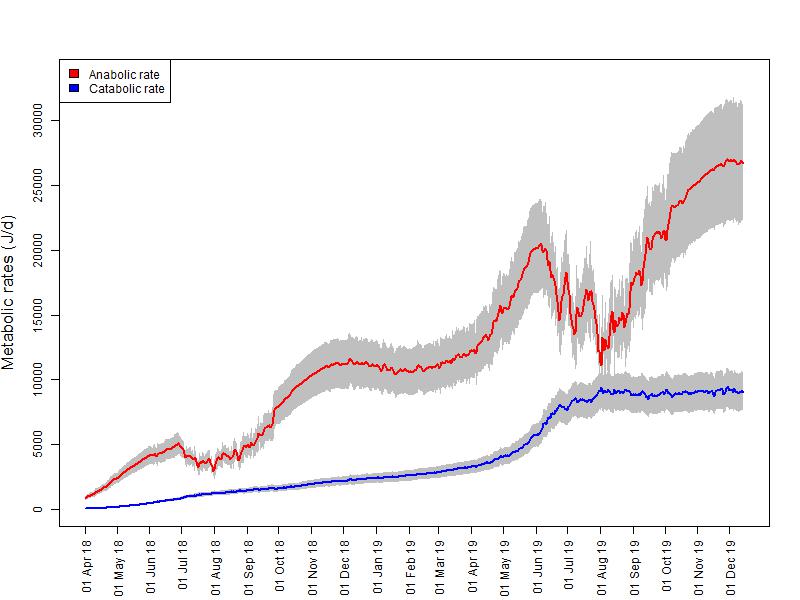 Anabolic rate
Catabolic rate
Metabolic rates (J/d)
30000
25000
20000
15000
10000
5000
0
01 Apr 18
01 May 18
01 Jun 18
01 Jul 18
01 Aug 18
01 Sep 18
01 Oct 18
01 Nov 18
01 Dec 18
01 Jan 19
01 Feb 19
01 Mar 19
01 Apr 19
01 May 19
01 Jun 19
01 Jul 19
01 Aug 19
01 Sep 19
01 Oct 19
01 Nov 19
01 Dec 19